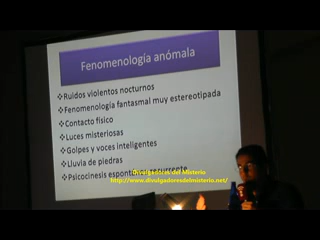 Fenomenología anómala
❖Ruidos violentos nocturnos
❖Fenomenología fantasmal muy estereotipada
❖Contacto físico
❖Luces misteriosas
❖Golpes y voces inteligentes
❖Lluvia de piedras
Divulgadores del Misterio
❖Psicocinesis
http://www.divulgadoresdelmisterio.net/